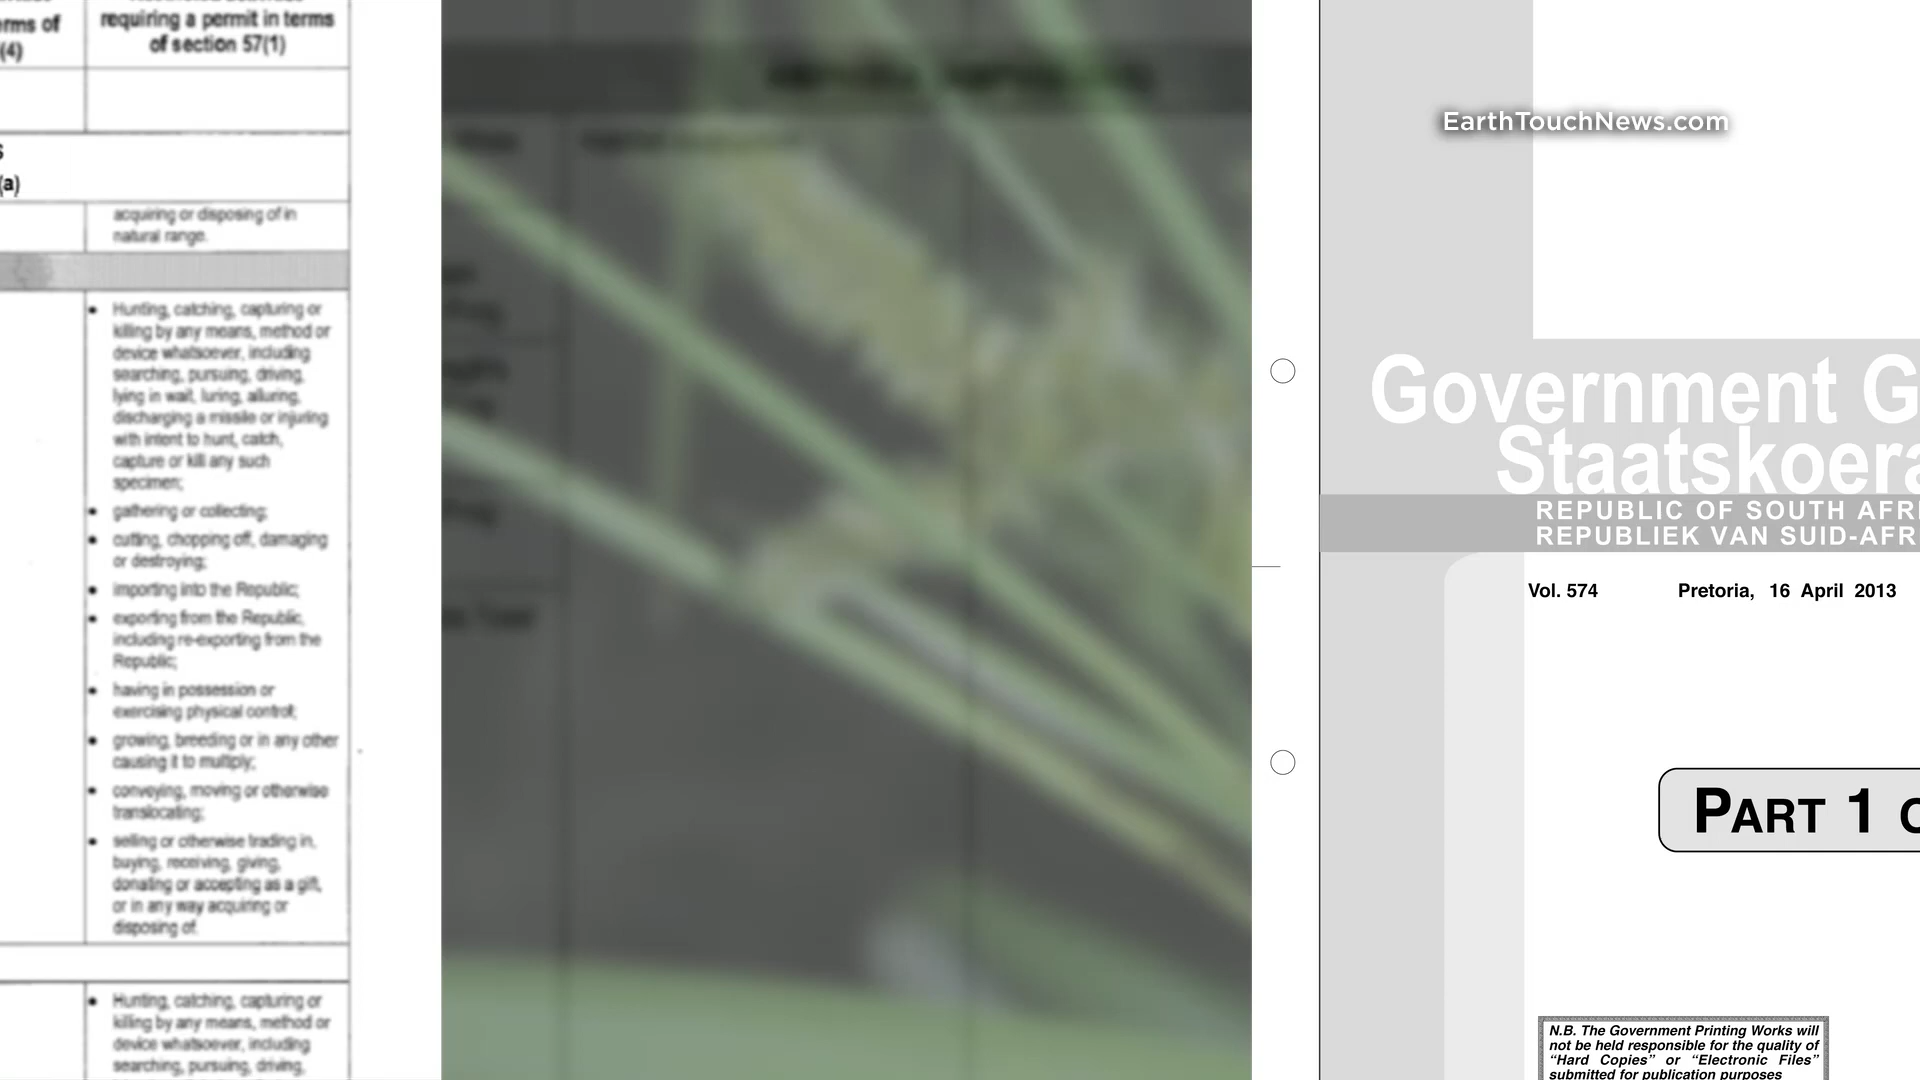 erms of
(4)
requiring a permit in terms
of section 57(1)
(a)
acquiring or disposing of in
natural range.
• Hunting, catching, capturing or
killing by any means, method or
device whatsoever, including
searching, pursuing, driving,
lying in wait, luring, alluring,
discharging a missile or injuring
with intent to hunt, catch,
capture or kill any such
specimen;
• gathering or collecting;
• cutting, chopping off, damaging
or destroying;
• importing into the Republic;
• exporting from the Republic,
including re-exporting from the
Republic;
• having in possession or
exercising physical control;
• growing, breeding or in any other
causing it to multiply;
• conveying, moving or otherwise
translocating;
• selling or otherwise trading in,
buying, receiving, giving,
donating or accepting as a gift,
or in any way acquiring or
disposing of.
• Hunting, catching, capturing or
killing by any means, method or
device whatsoever, including
searching, pursuing, driving,
EarthTouchNews.com
Government G
Staatskoera
REPUBLIC OF SOUTH AFRI
REPUBLIEK VAN SUID-AFR
Vol. 574 Pretoria, 16 April 2013
PART 1 O
N.B. The Government Printing Works will
not be held responsible for the quality of
“Hard Copies” or “Electronic Files”
submitted for publication purposes